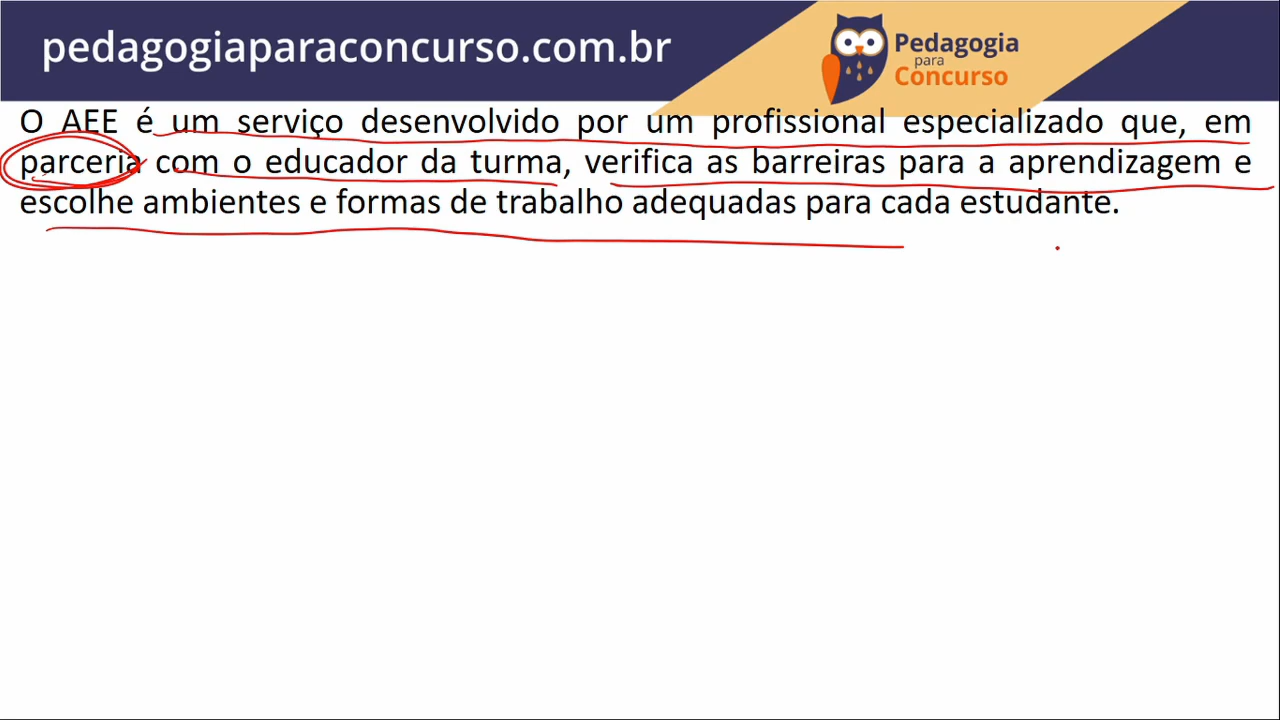 pedagogiaparaconcurso.com.br
Pedagogia
para
Concurso
O AEE é um serviço desenvolvido por um profissional especializado que, em
parceria com o educador da turma, verifica as barreiras para a aprendizagem e
escolhe ambientes e formas de trabalho adequadas para cada estudante.